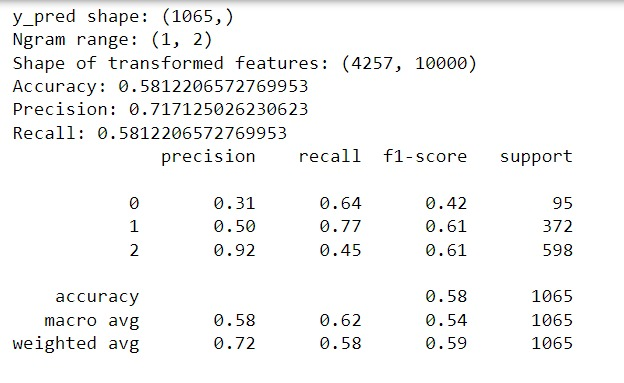 y_pred shape: (1065,)
Ngram range: (1, 2)
Shape of transformed features: (4257, 10000)
Accuracy: 0.5812206572769953
Precision: 0.717125026230623
Recall: 0.5812206572769953
precision recall f1-score support
0 0.31 0.64 0.42 95
1 0.50 0.77 0.61 372
2 0.92 0.45 0.61 598
accuracy 0.58 1065
macro avg 0.58 0.62 0.54 1065
weighted avg 0.72 0.58 0.59 1065